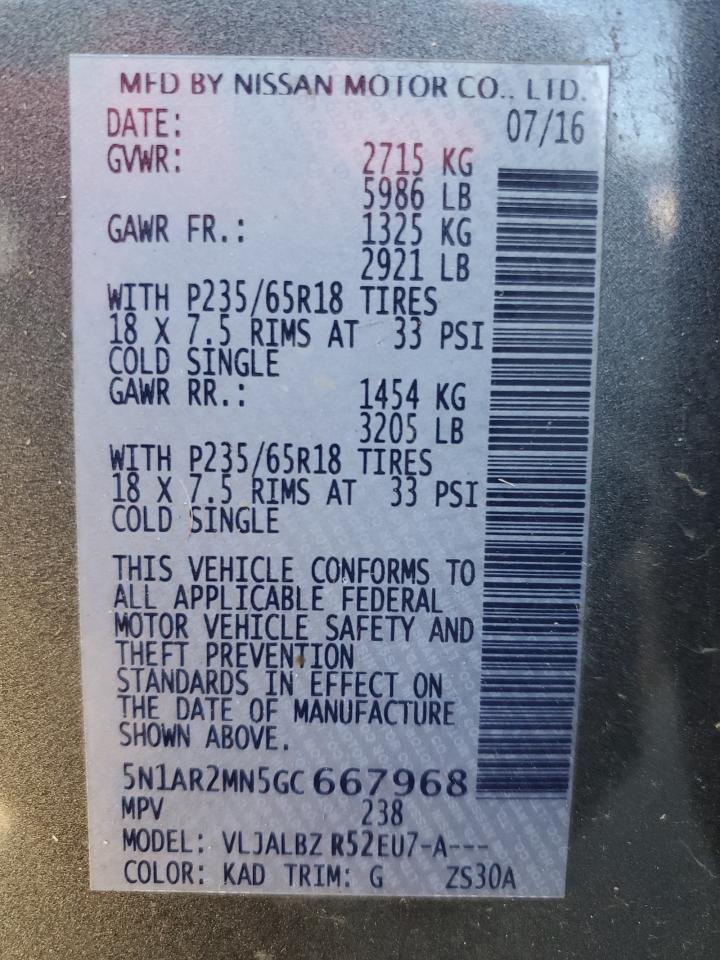 MFD BY NISSAN MOTOR CO., LTD.
DATE: 07/16
GVWR: 2715 KG
5986 LB
GAWR FR.: 1325 KG
2921 LB
WITH P235/65R18 TIRES
18 X 7.5 RIMS AT 33 PSI
COLD SINGLE
GAWR RR.: 1454 KG
3205 LB
WITH P235/65R18 TIRES
18 X 7.5 RIMS AT 33 PSI
COLD SINGLE
THIS VEHICLE CONFORMS TO
ALL APPLICABLE FEDERAL
MOTOR VEHICLE SAFETY AND
THEFT PREVENTION
STANDARDS IN EFFECT ON
THE DATE OF MANUFACTURE
SHOWN ABOVE.
5N1AR2MN5GC667968
MPV 238
MODEL: VLJALBZ R52EU7-A---
COLOR: KAD TRIM: G ZS30A